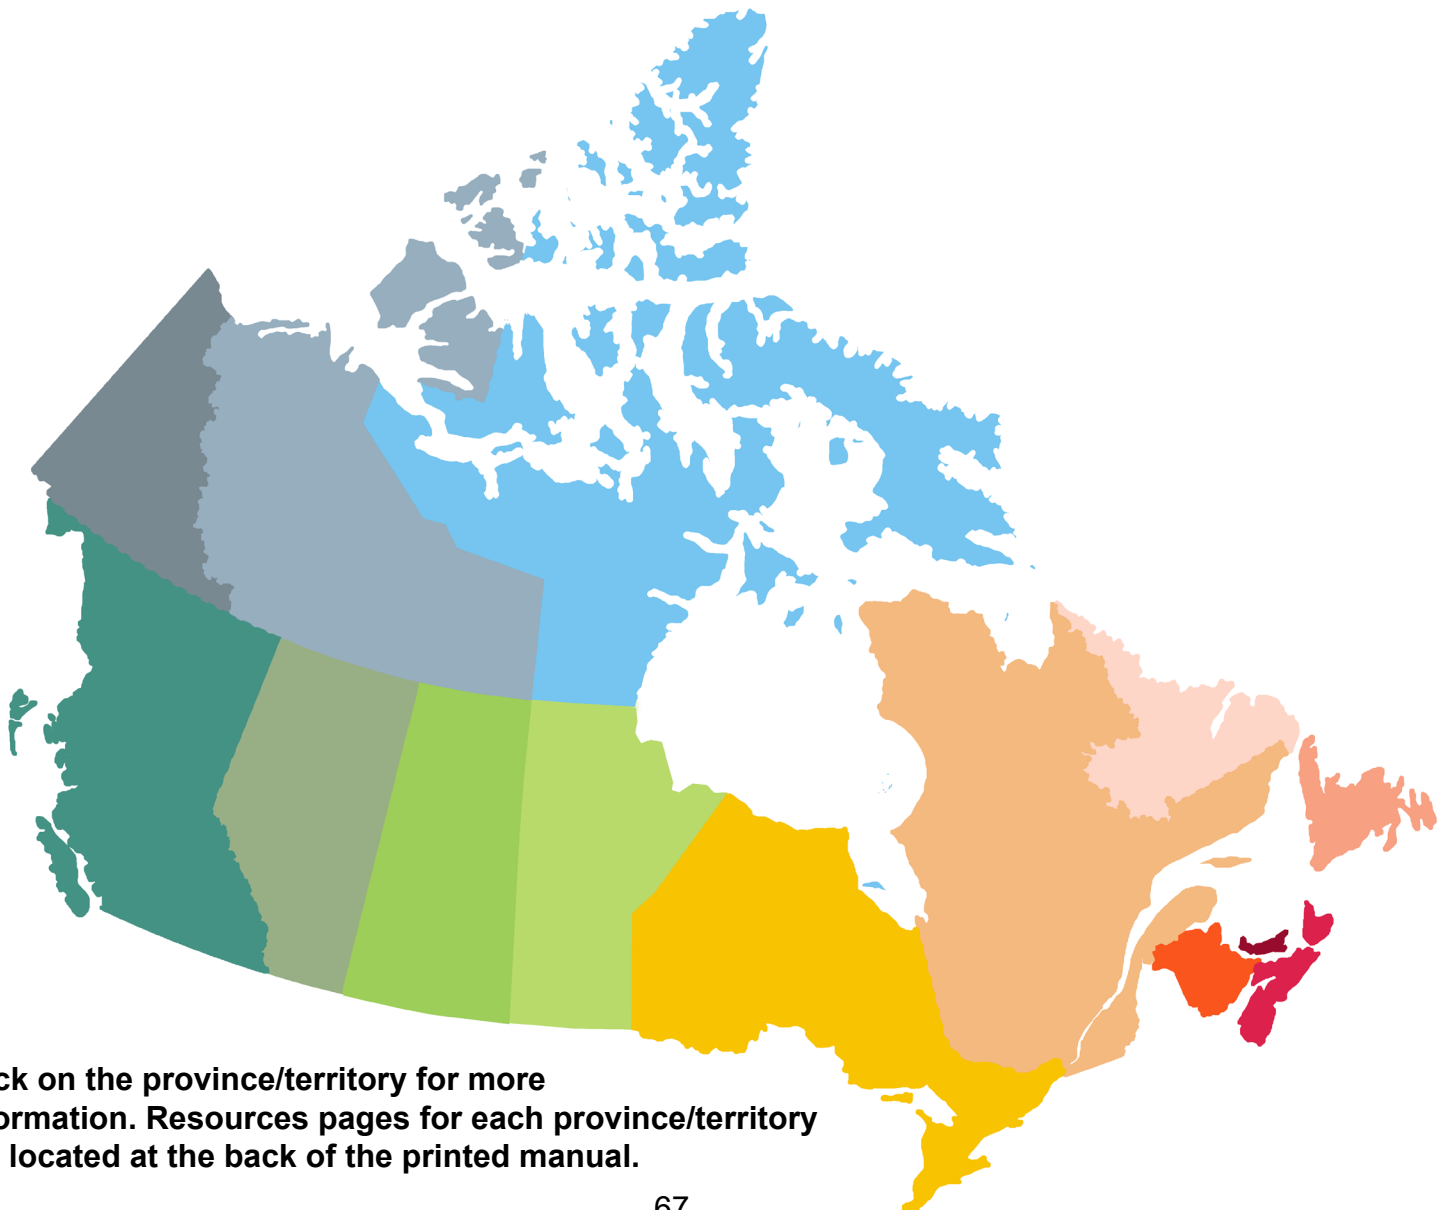 ck on the province/territory for more
ormation. Resources pages for each province/territory
located at the back of the printed manual.
67